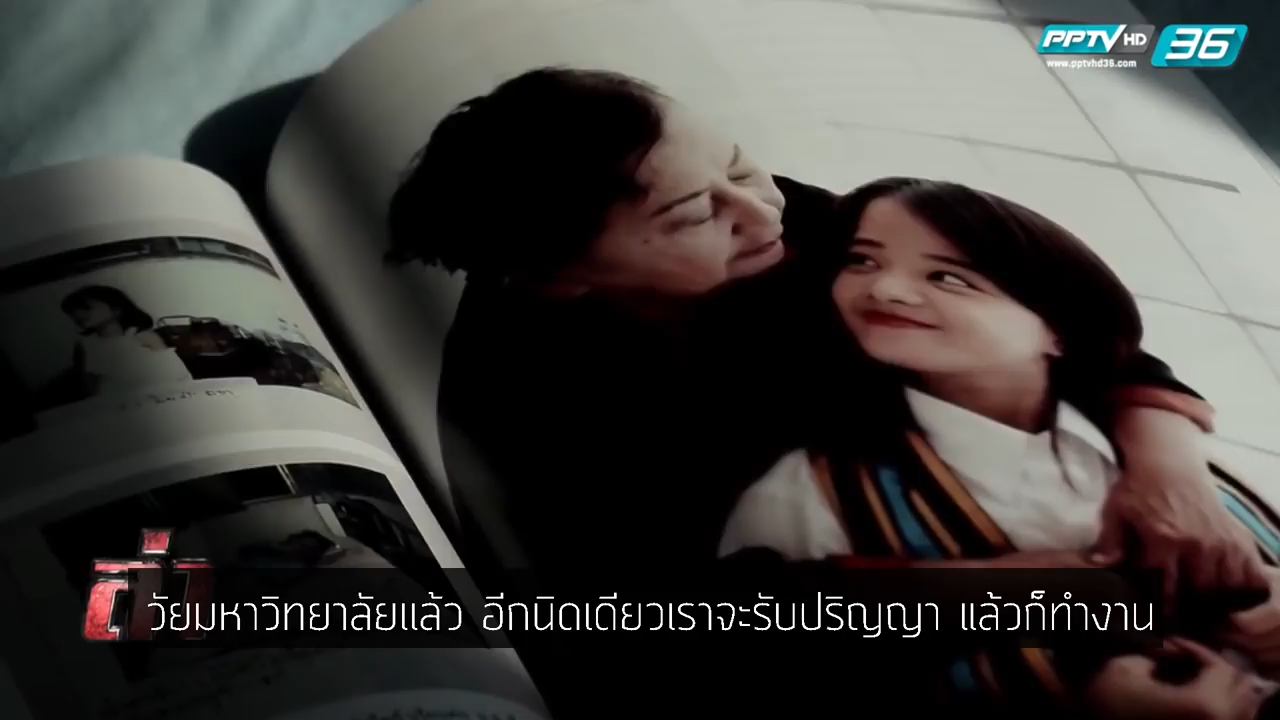 PPTV HD 36
www.pptvhd36.com
วัยมหาวิทยาลัยแล้ว อีกนิดเดียวเราจะรับปริญญา แล้วก็ทำงาน